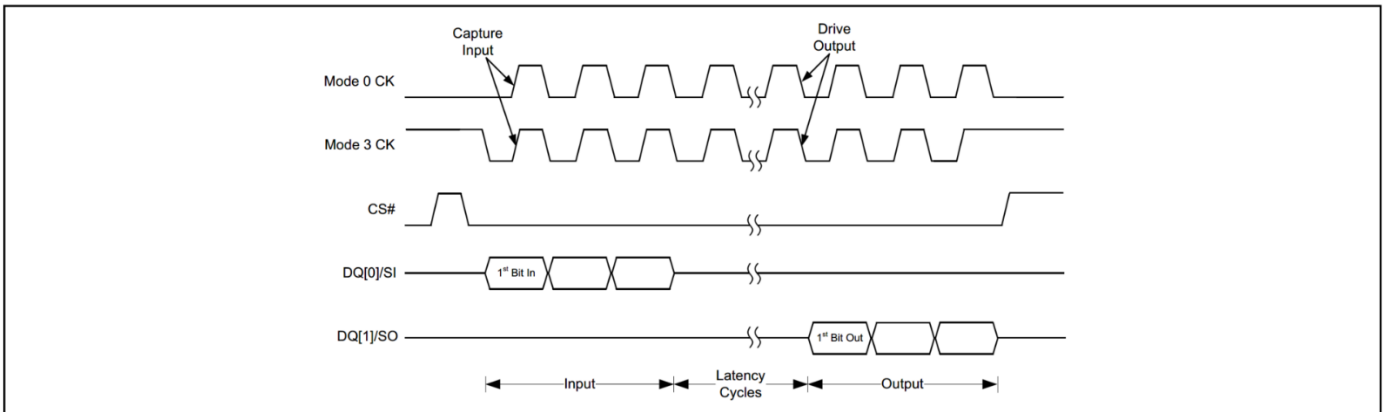 Capture
Input
Drive
Output
Mode 0 CK
Mode 3 CK
CS#
DQ[0]/SI
1st Bit In
DQ[1]/SO
1st Bit Out
Input
Latency
Cycles
Output